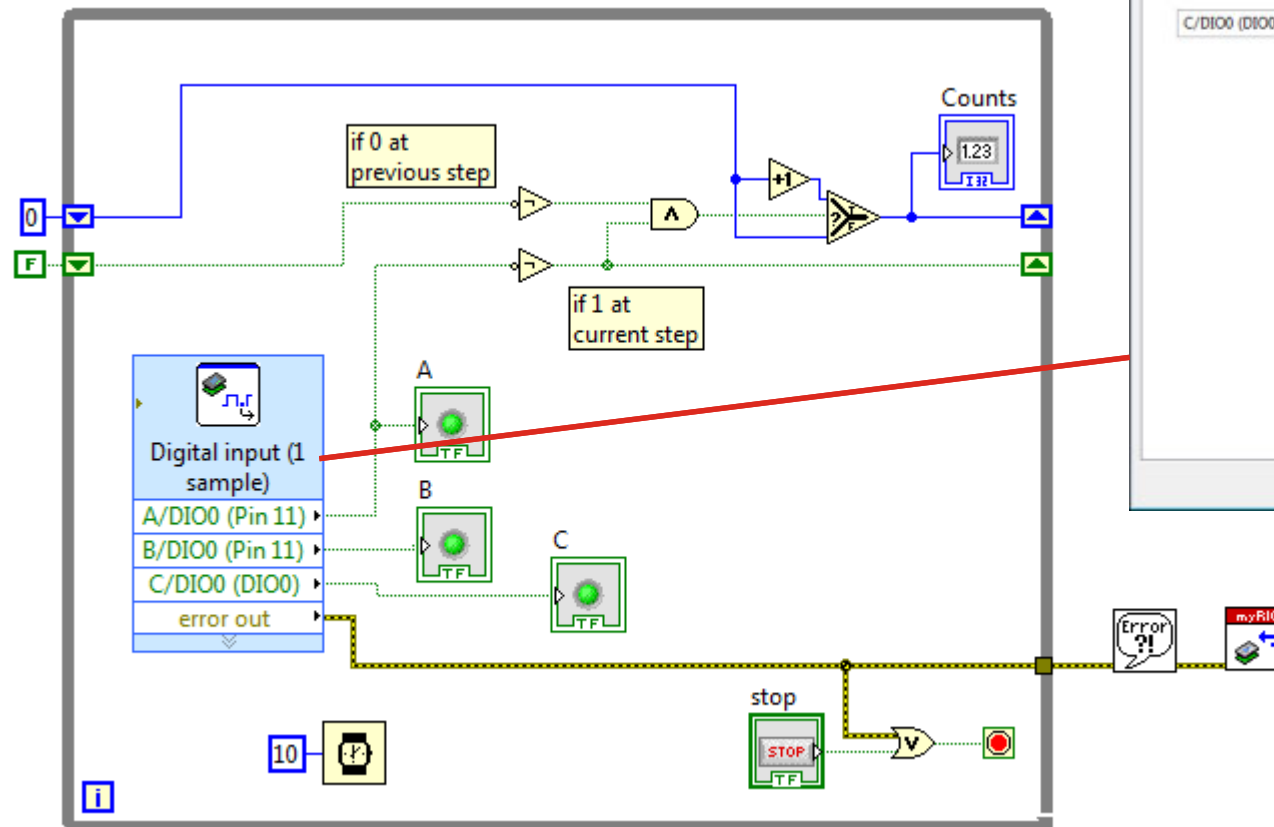 C/DIO0 (DIO0
Counts
1.23
I32
if 0 at
previous step
+1
0
?
T
F
F
if 1 at
current step
A
TF
Digital input (1
sample)
B
TF
A/DIO0 (Pin 11)
B/DIO0 (Pin 11)
C/DIO0 (DIO0)
error out
C
TF
Error
?!
myRIO
stop
STOP
TF
10
i